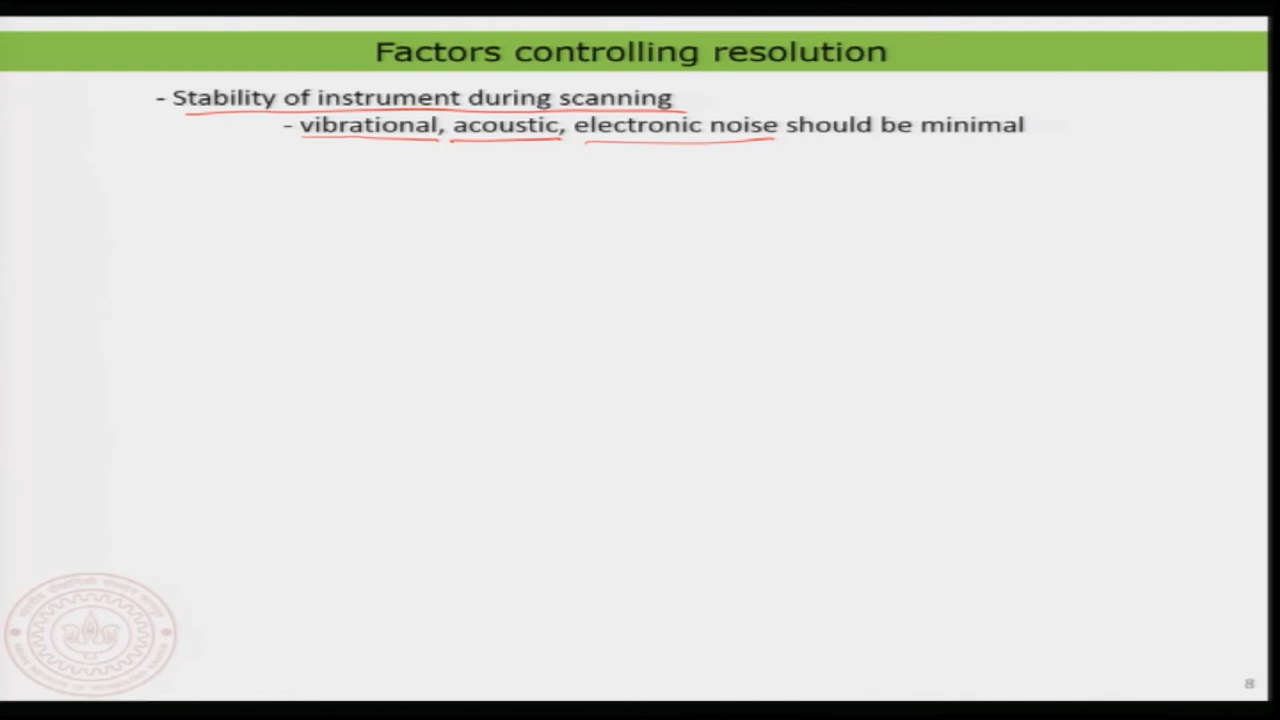 Factors controlling resolution
- Stability of instrument during scanning
- vibrational, acoustic, electronic noise should be minimal
8